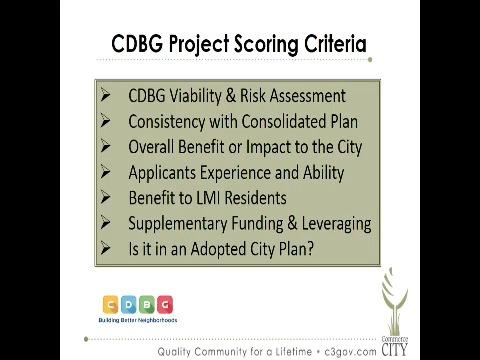 CDBG Project Scoring Criteria
CDBG Viability & Risk Assessment
Consistency with Consolidated Plan
Overall Benefit or Impact to the City
Applicants Experience and Ability
Benefit to LMI Residents
Supplementary Funding & Leveraging
Is it in an Adopted City Plan?
CDBG
Building Better Neighborhoods
Commerce
CITY
Quality Community for a Lifetime • c3gov.com